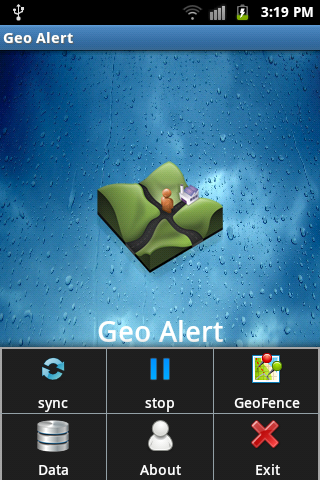 3:19 PM
Geo Alert
Geo Alert
sync stop GeoFence
Data About Exit